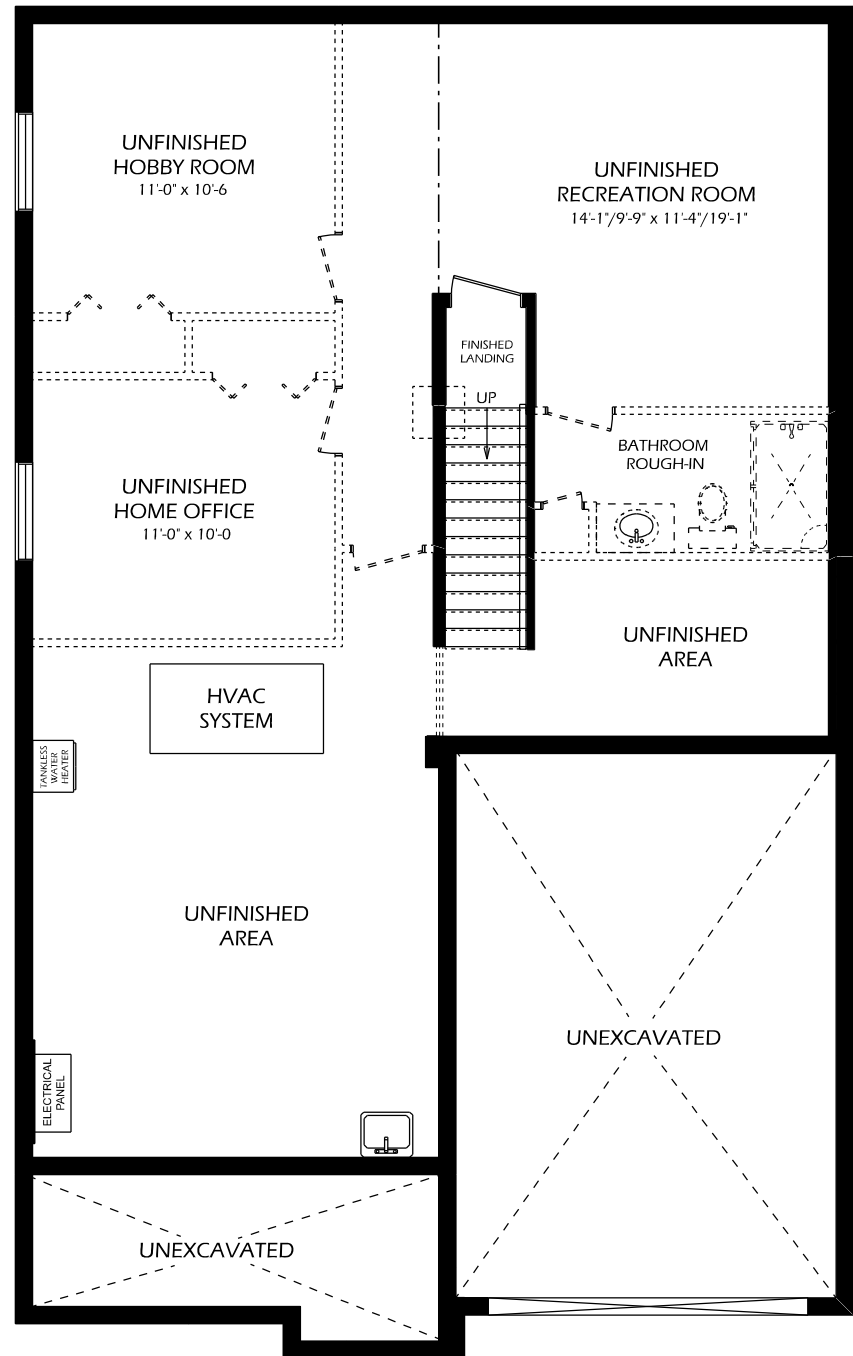 UNFINISHED
HOBBY ROOM
11'-0" x 10'-6
UNFINISHED
RECREATION ROOM
14'-1"/9'-9" x 11'-4"/19'-1"
FINISHED
LANDING
UP
BATHROOM
ROUGH-IN
UNFINISHED
HOME OFFICE
11'-0" x 10'-0
UNFINISHED
AREA
HVAC
SYSTEM
TANKLESS
WATER
HEATER
UNFINISHED
AREA
UNEXCAVATED
ELECTRICAL
PANEL
UNEXCAVATED